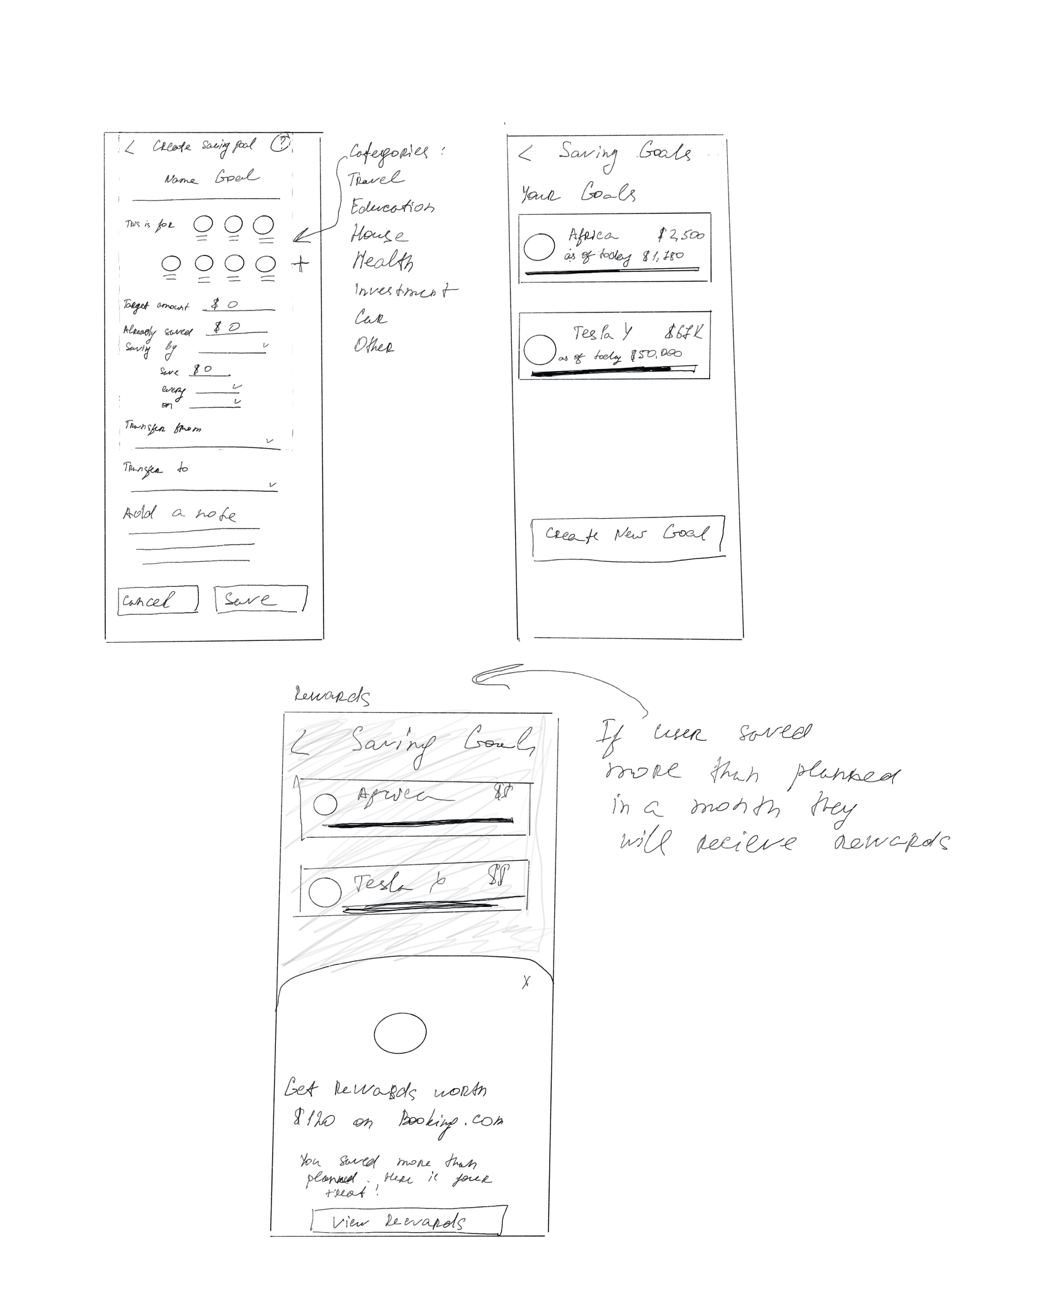 < Create Saving Goal ?
Name Goal
This is for
+
Target amount $ 0
Already saved $ 0
Saving by
Save $ 0
every
on
Transfer from
Transfer to
Add a note
Cancel Save
Categories :
Travel
Education
House
Health
Investment
Car
Other
< Saving Goals
Your Goals
Africa $2,500
as of today $1,780
Tesla Y $67K
as of today $50,000
Create New Goal
Rewards
< Saving Goals
Africa $$
Tesla Y $$
X
Get Rewards worth
$120 on Booking.com
You saved more than
planned. Here is your
treat!
View Rewards
If user saved
more than planned
in a month they
will recieve rewards